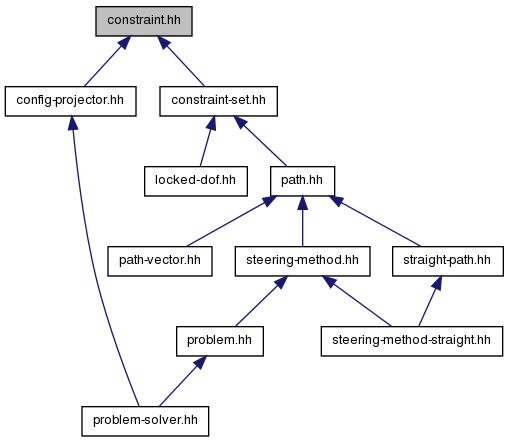 constraint.hh
config-projector.hh
constraint-set.hh
locked-dof.hh
path.hh
path-vector.hh
steering-method.hh
straight-path.hh
problem.hh
steering-method-straight.hh
problem-solver.hh